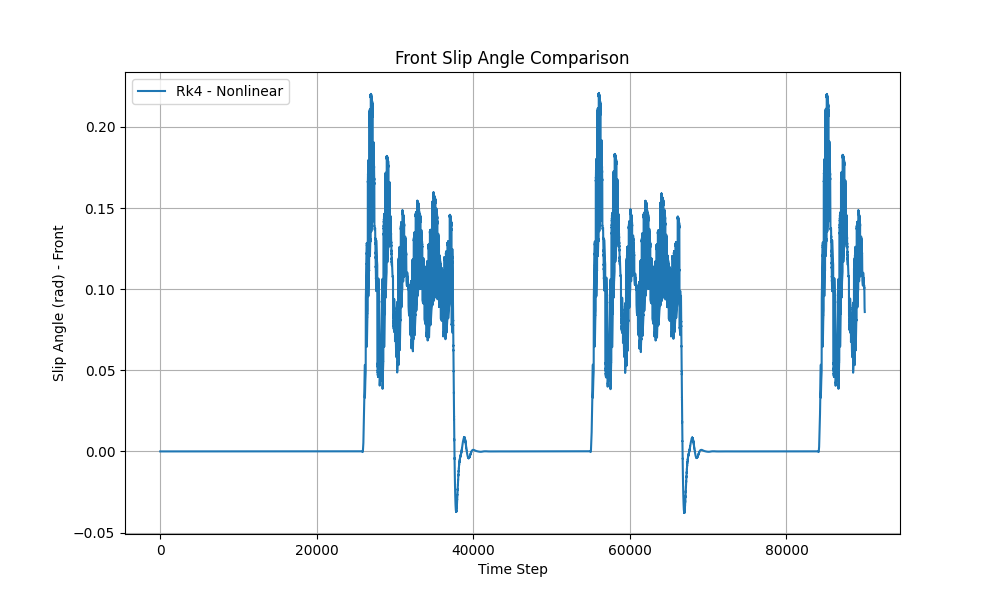 Front Slip Angle Comparison
Rk4 - Nonlinear
Slip Angle (rad) - Front
0.20
0.15
0.10
0.05
0.00
−0.05
0 20000 40000 60000 80000
Time Step